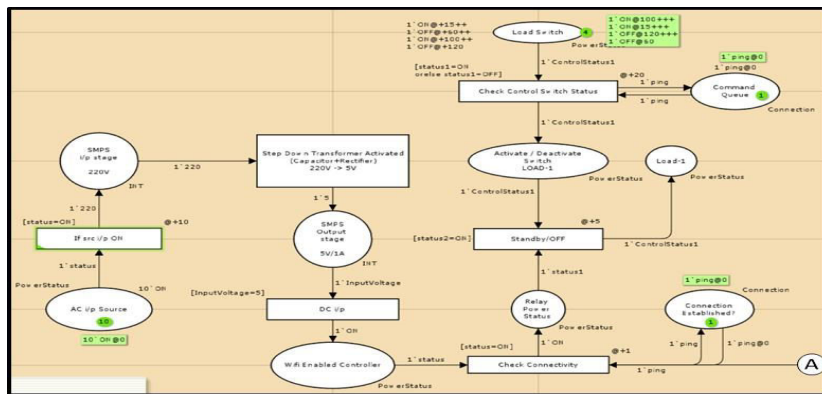 1`ON@+15++
1`OFF@+60++
1`ON@+100++
1`OFF@+120
Load Switch
4
PowerStatus
1`ON@100+++
1`ON@15+++
1`OFF@120+++
1`OFF@60
1`ControlStatus1
[status1=ON
orelse status1=OFF]
Check Control Switch Status
@+20
1`ping
1`ping
1`ping@0
1`ping@0
Command
Queue
1
Connection
1`ControlStatus1
SMPS
i/p stage
220V
INT
1`220
Step Down Transformer Activated
(Capacitor+Rectifier)
220V -> 5V
Activate / Deactivate
Switch
LOAD-1
PowerStatus
Load-1
PowerStatus
1`ControlStatus1
1`5
1`220
[status=ON]
@+10
If src i/p ON
SMPS
Output
stage
5V/1A
INT
[status2=ON]
@+5
Standby/OFF
1`ControlStatus1
1`status
1`InputVoltage
1`status1
PowerStatus
10`ON
AC i/p Source
10
10`ON@0
[InputVoltage=5]
DC i/p
Relay
Power
Status
PowerStatus
1`ping@0
Connection
Connection
Established?
1
1`ON
1`ON
[status=ON]
@+1
1`ping
1`ping@0
Wifi Enabled Controller
PowerStatus
1`status
Check Connectivity
1`ping
A